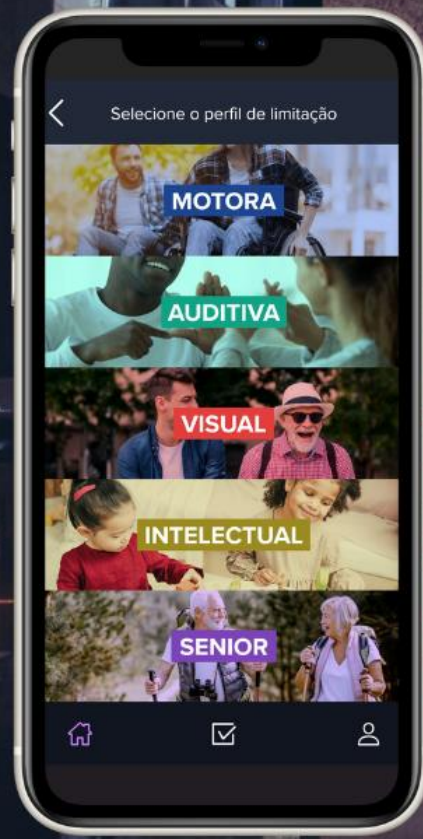 Selecione o perfil de limitação
MOTORA
AUDITIVA
VISUAL
INTELECTUAL
SENIOR